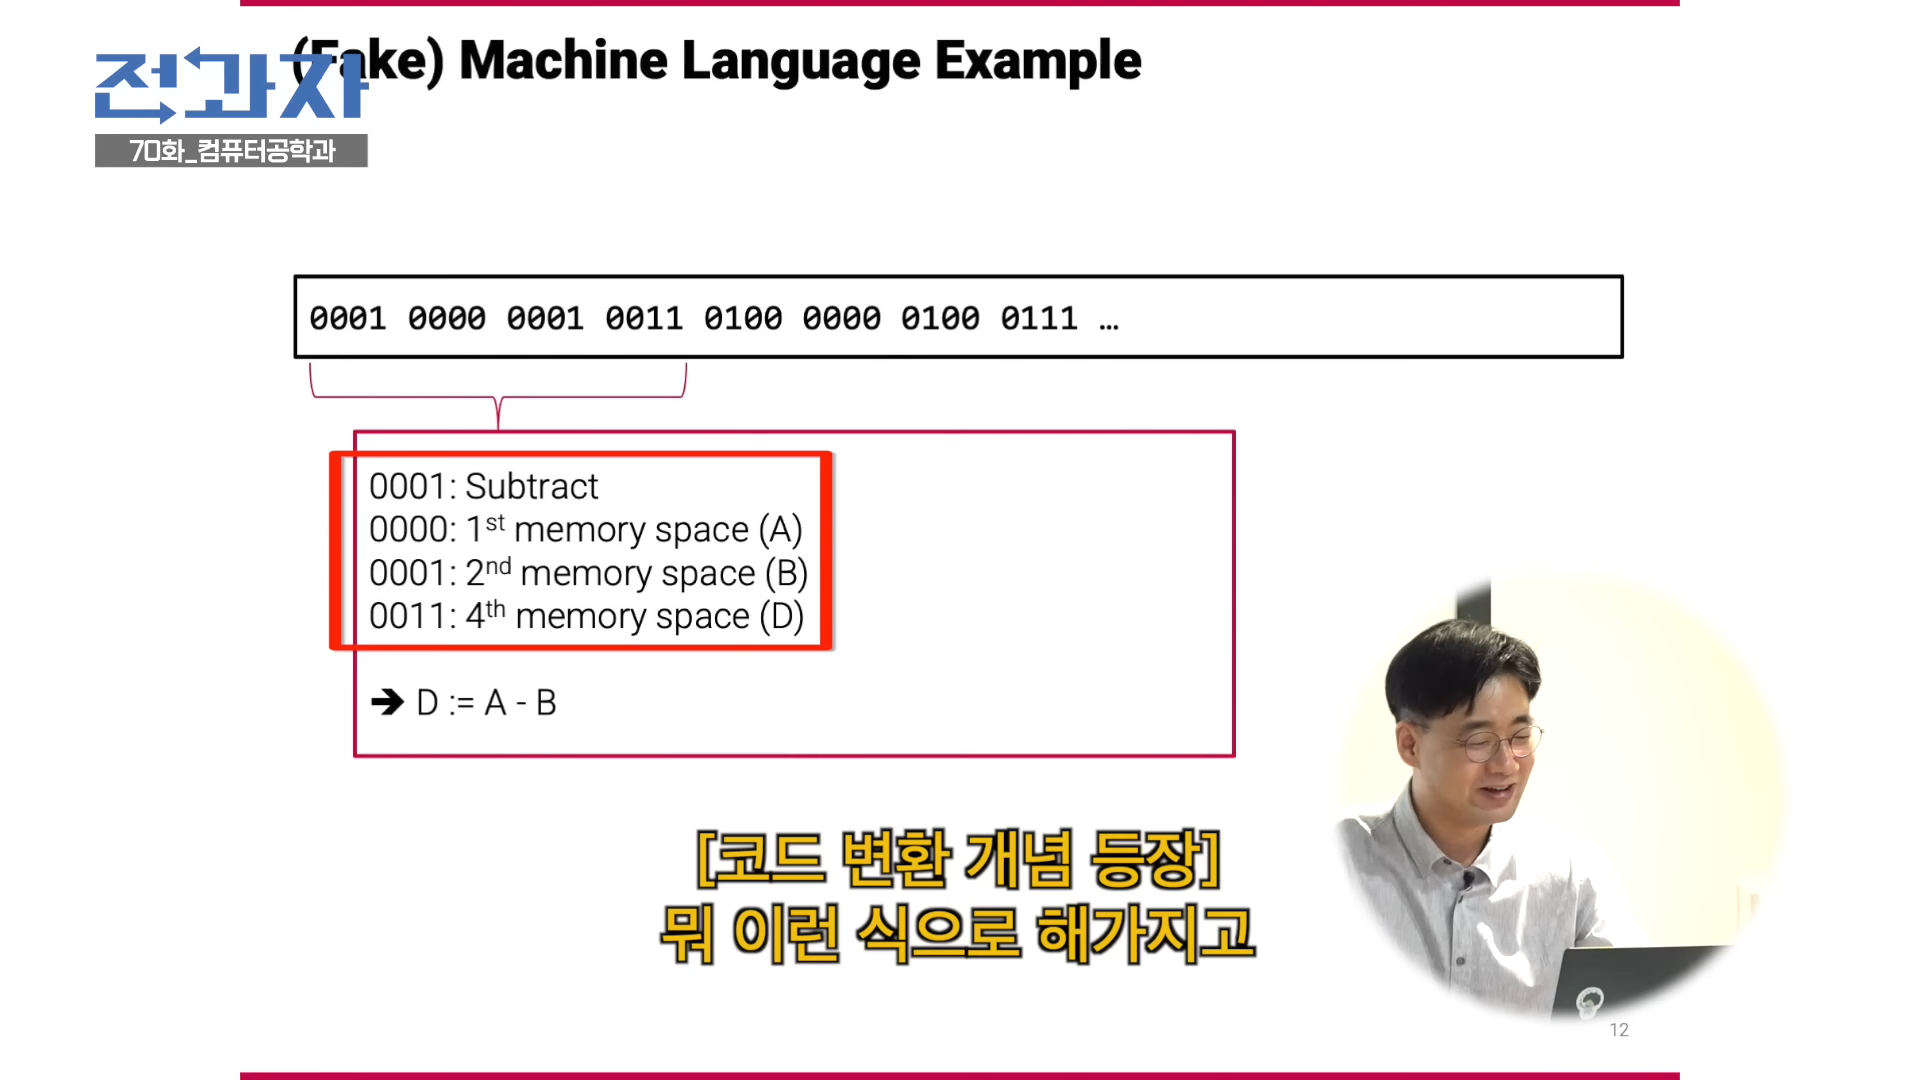 (Fake) Machine Language Example
전과자
70화_컴퓨터공학과
0001 0000 0001 0011 0100 0000 0100 0111 ...
0001: Subtract
0000: 1st memory space (A)
0001: 2nd memory space (B)
0011: 4th memory space (D)
➔ D := A - B
[코드 변환 개념 등장]
뭐 이런 식으로 해가지고
12